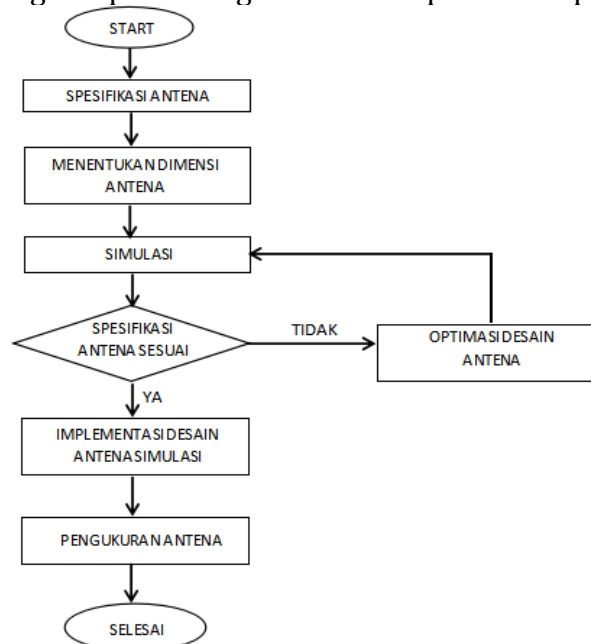 START
SPESIFIKASI ANTENA
MENENTUKAN DIMENSI
ANTENA
SIMULASI
SPESIFIKASI
ANTENA SESUAI
TIDAK
OPTIMASI DESAIN
ANTENA
YA
IMPLEMENTASI DESAIN
ANTENA SIMULASI
PENGUKURAN ANTENA
SELESAI